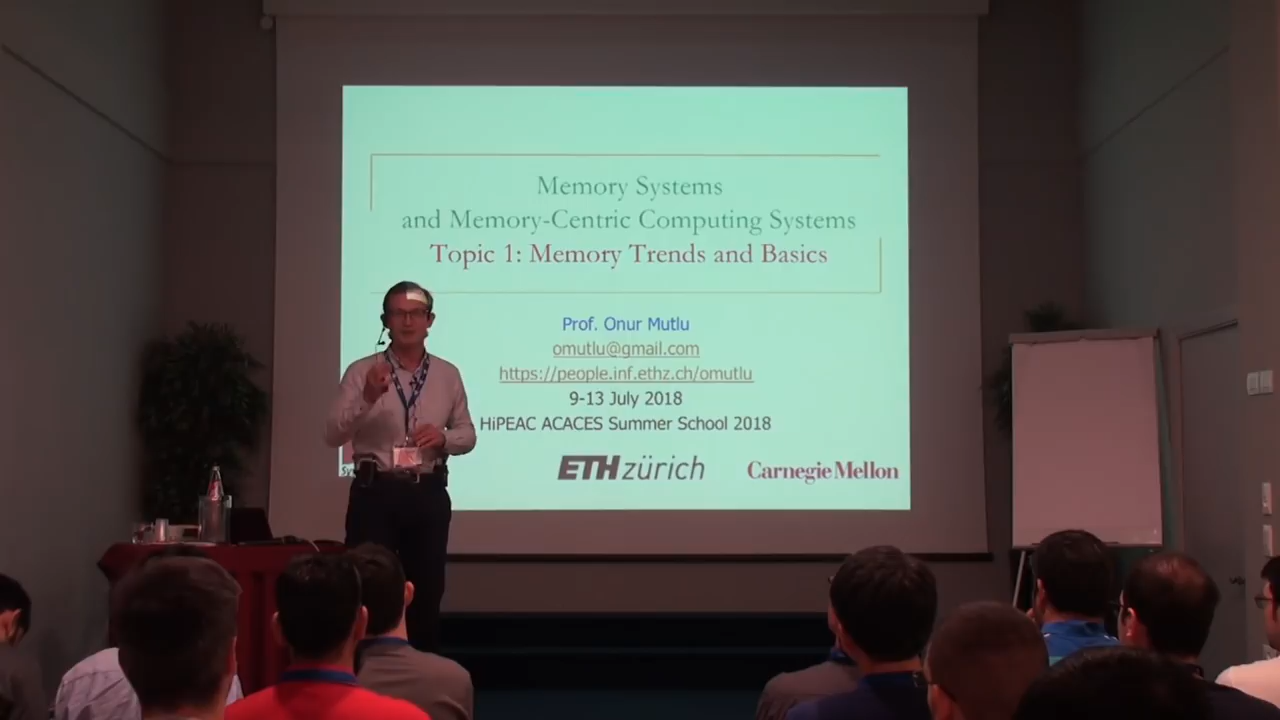 Memory Systems
and Memory-Centric Computing Systems
Topic 1: Memory Trends and Basics
Prof. Onur Mutlu
omutlu@gmail.com
https://people.inf.ethz.ch/omutlu
9-13 July 2018
HiPEAC ACACES Summer School 2018
ETH zürich
Carnegie Mellon